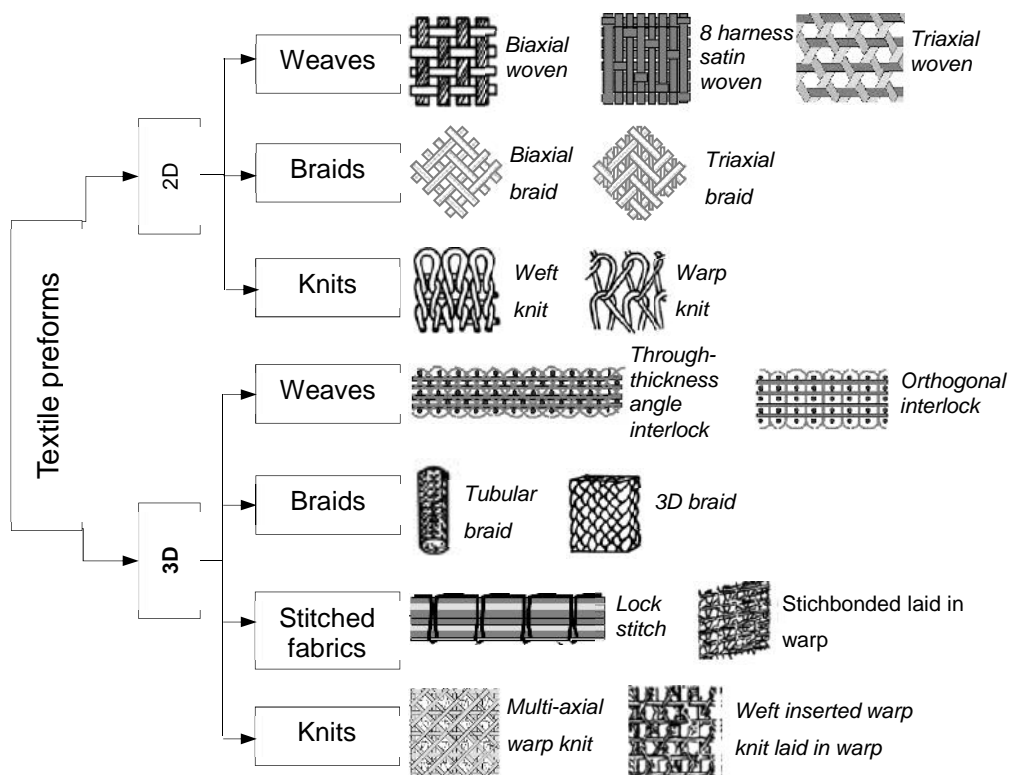 Textile preforms
2D
Weaves
Biaxial
woven
8 harness
satin
woven
Triaxial
woven
Braids
Biaxial
braid
Triaxial
braid
Knits
Weft
knit
Warp
knit
3D
Weaves
Through-
thickness
angle
interlock
Orthogonal
interlock
Braids
Tubular
braid
3D braid
Stitched
fabrics
Lock
stitch
Stichbonded laid in
warp
Knits
Multi-axial
warp knit
Weft inserted warp
knit laid in warp